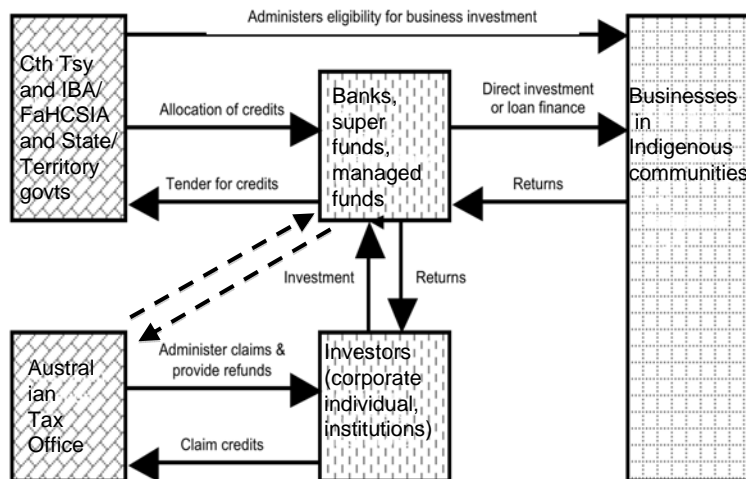 Administers eligibility for business investment
Cth Tsy
and IBA/
FaHCSIA
and State/
Territory
govts
Allocation of credits
Tender for credits
Banks,
super
funds,
managed
funds
Direct investment
or loan finance
Returns
Businesses
in
Indigenous
communities
Investment
Returns
Austral
ian
Tax
Office
Administer claims &
provide refunds
Claim credits
Investors
(corporate
individual,
institutions)